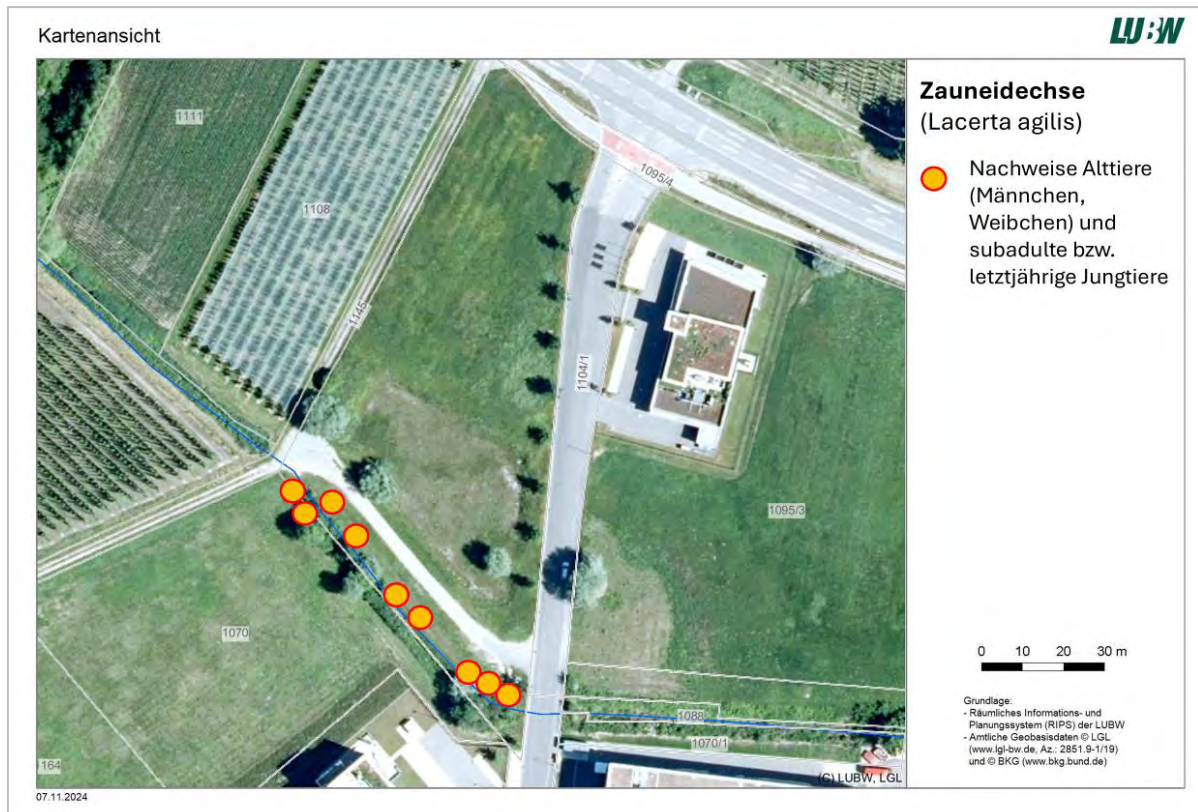 Kartenansicht
LUBW
Zauneidechse
(Lacerta agilis)
Nachweise Alttiere
(Männchen,
Weibchen) und
subadulte bzw.
letztjährige Jungtiere
1111
1108
1095/4
1145
1104/1
1095/3
1070
1088
1070/1
1164
(C) LUBW, LGL
0 10 20 30 m
Grundlage:
- Räumliches Informations- und
Planungssystem (RIPS) der LUBW
- Amtliche Geobasisdaten © LGL
(www.lgl-bw.de, Az.: 2851.9-1/19)
und © BKG (www.bkg.bund.de)
07.11.2024